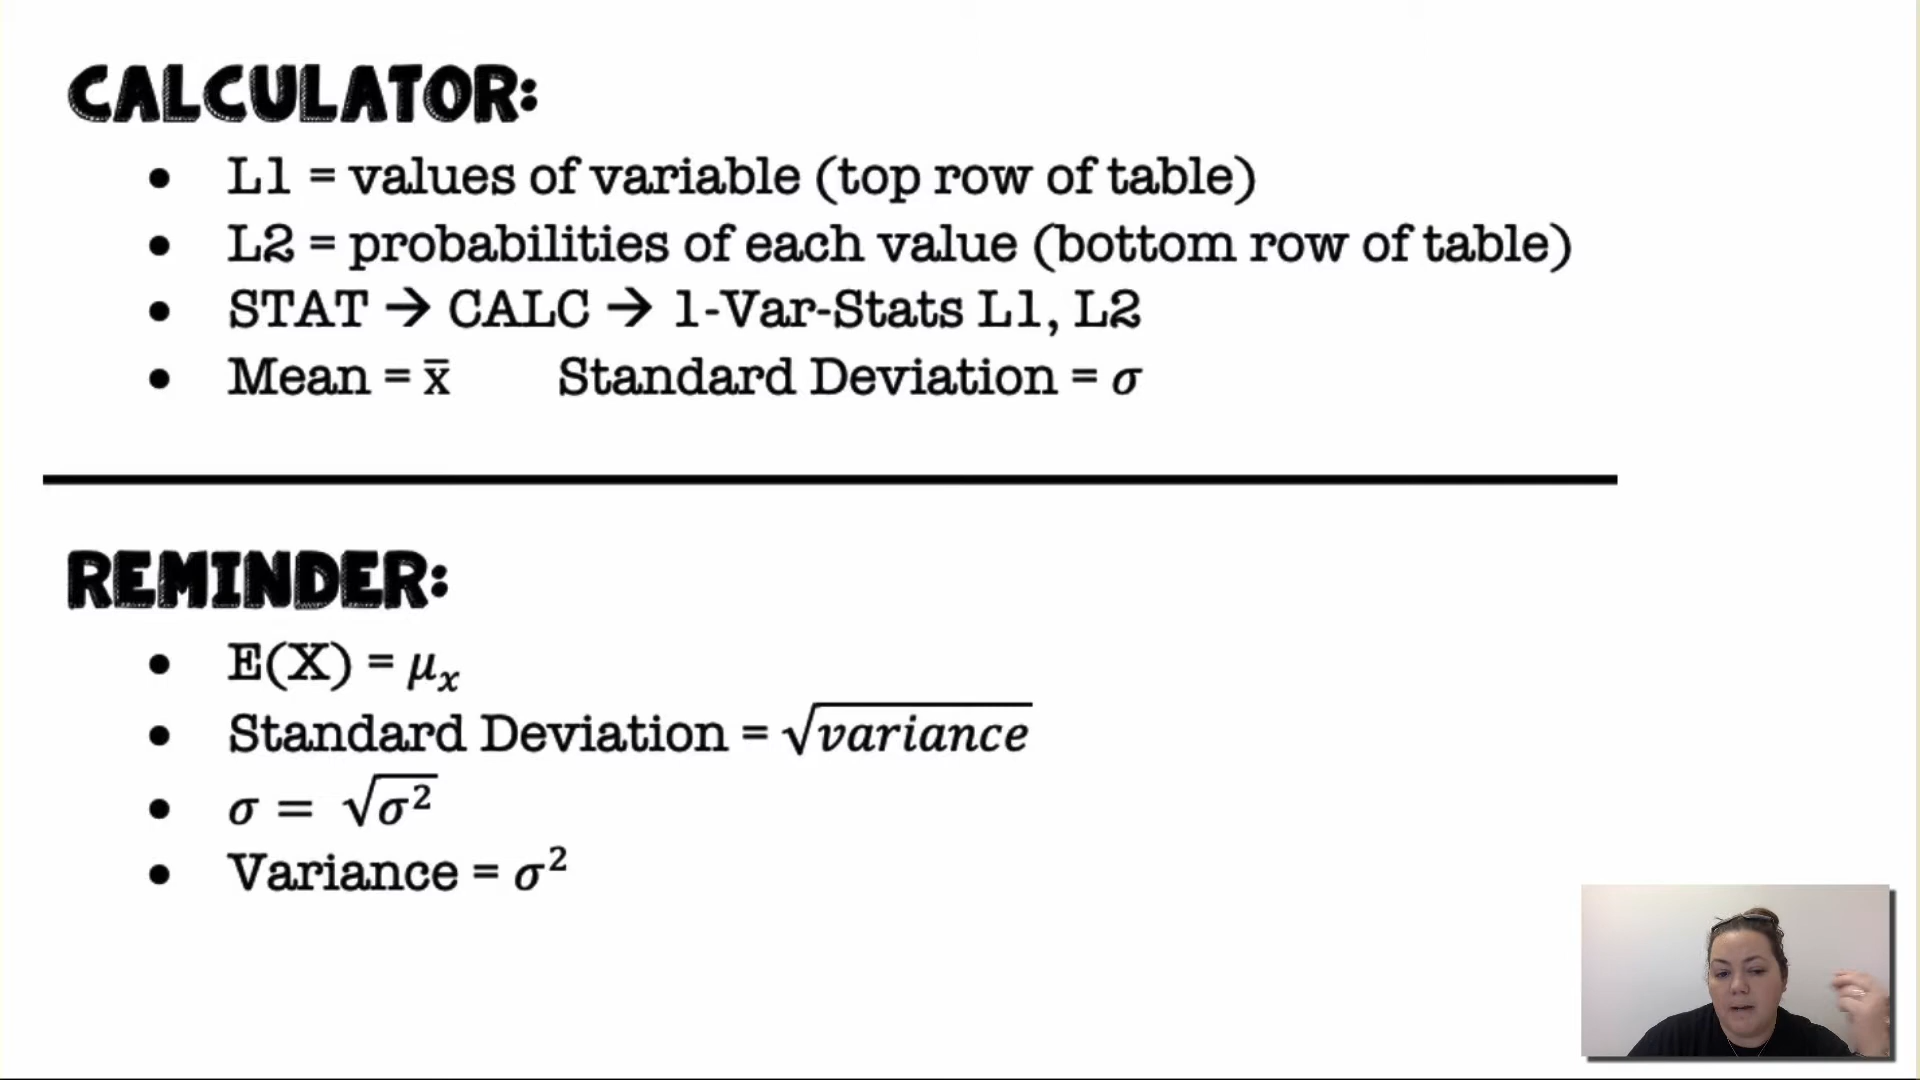 CALCULATOR:
• L1 = values of variable (top row of table)
• L2 = probabilities of each value (bottom row of table)
• STAT → CALC → 1-Var-Stats L1, L2
• Mean = x̄ Standard Deviation = σ
REMINDER:
• E(X) = μₓ
• Standard Deviation = √variance
• σ = √σ²
• Variance = σ²